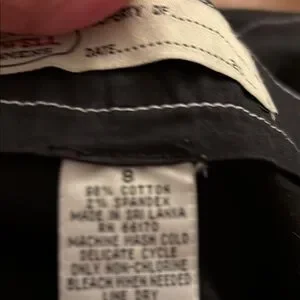 PROPERTY OF
DATE
8
98% COTTON
2% SPANDEX
MADE IN SRI LANKA
RN 66170
MACHINE WASH COLD
DELICATE CYCLE
ONLY NON-CHLORINE
BLEACH WHEN NEEDED
LINE DRY